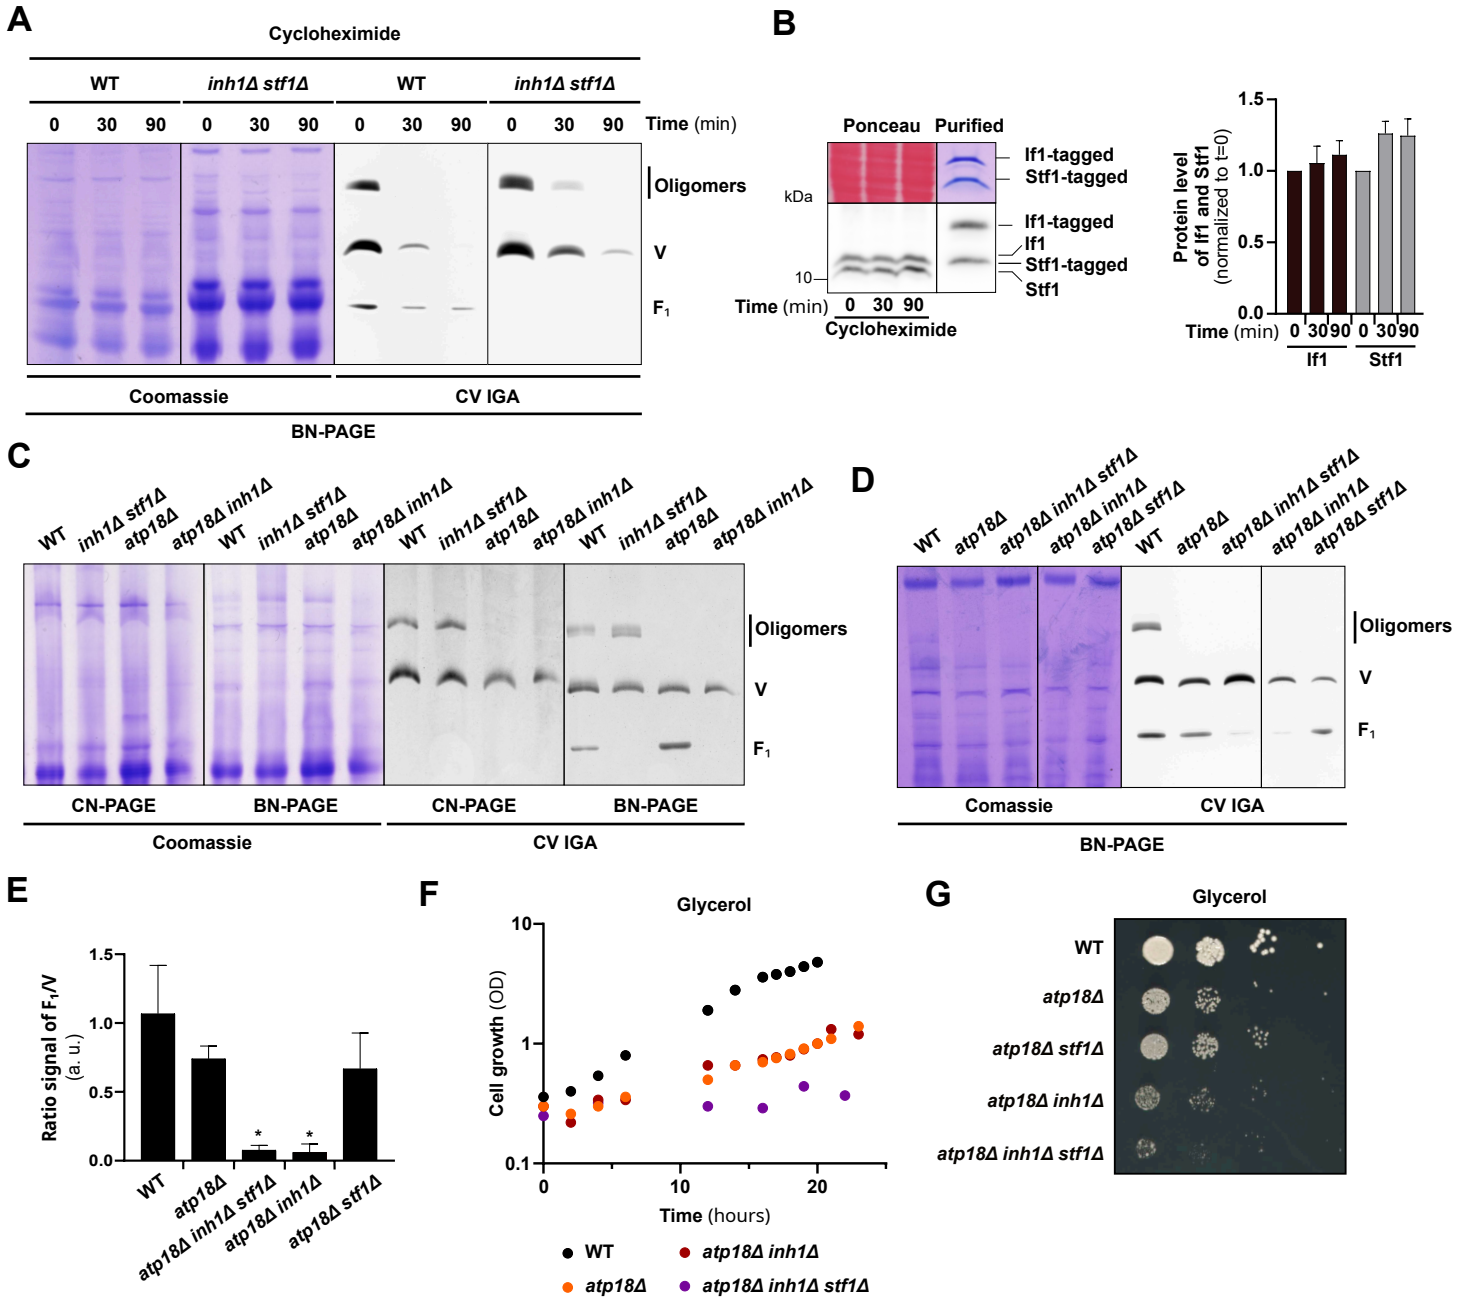 A
Cycloheximide
WT inh1Δ stf1Δ WT inh1Δ stf1Δ
0 30 90 0 30 90 0 30 90 0 30 90 Time (min)
Oligomers
V
F₁
Coomassie CV IGA
BN-PAGE
B
Ponceau Purified
If1-tagged
Stf1-tagged
kDa
If1-tagged
If1
Stf1-tagged
10
Stf1
Time (min) 0 30 90
Cycloheximide
Protein level
of If1 and Stf1
(normalized to t=0)
1.5
1.0
0.5
0.0
Time (min) 0 30 90 0 30 90
If1 Stf1
C
WT inh1Δ stf1Δ atp18Δ atp18Δ inh1Δ WT inh1Δ stf1Δ atp18Δ atp18Δ inh1Δ WT inh1Δ stf1Δ atp18Δ atp18Δ inh1Δ WT inh1Δ stf1Δ atp18Δ atp18Δ inh1Δ
Oligomers
V
F₁
CN-PAGE BN-PAGE CN-PAGE BN-PAGE
Coomassie CV IGA
D
WT atp18Δ atp18Δ inh1Δ stf1Δ atp18Δ inh1Δ atp18Δ stf1Δ WT atp18Δ atp18Δ inh1Δ stf1Δ atp18Δ inh1Δ atp18Δ stf1Δ
Oligomers
V
F₁
Comassie CV IGA
BN-PAGE
E
Ratio signal of F₁/V
(a. u.)
1.5
1.0
0.5
0.0
* *
WT atp18Δ atp18Δ inh1Δ stf1Δ atp18Δ inh1Δ atp18Δ stf1Δ
F
Glycerol
Cell growth (OD)
10
1
0.1
0 10 20
Time (hours)
WT atp18Δ inh1Δ
atp18Δ atp18Δ inh1Δ stf1Δ
G
Glycerol
WT
atp18Δ
atp18Δ stf1Δ
atp18Δ inh1Δ
atp18Δ inh1Δ stf1Δ